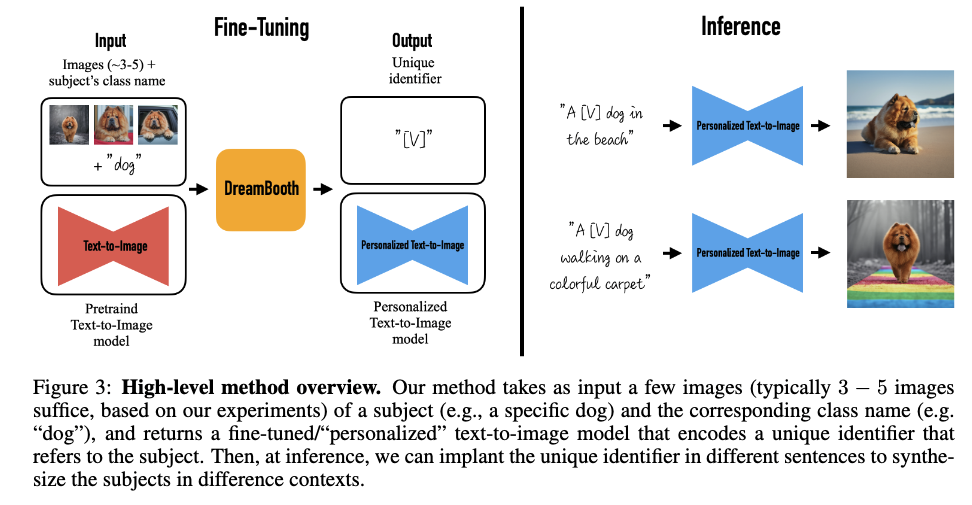 Fine-Tuning
Input
Images (~3-5) +
subject's class name
+ "dog"
Text-to-Image
Pretraind
Text-to-Image
model
DreamBooth
Output
Unique
identifier
"[V]"
Personalized Text-to-Image
Personalized
Text-to-Image
model
Inference
"A [V] dog in
the beach"
Personalized Text-to-Image
"A [V] dog
walking on a
colorful carpet"
Personalized Text-to-Image
Figure 3: High-level method overview. Our method takes as input a few images (typically 3 − 5 images
suffice, based on our experiments) of a subject (e.g., a specific dog) and the corresponding class name (e.g.
“dog”), and returns a fine-tuned/“personalized” text-to-image model that encodes a unique identifier that
refers to the subject. Then, at inference, we can implant the unique identifier in different sentences to synthe-
size the subjects in difference contexts.